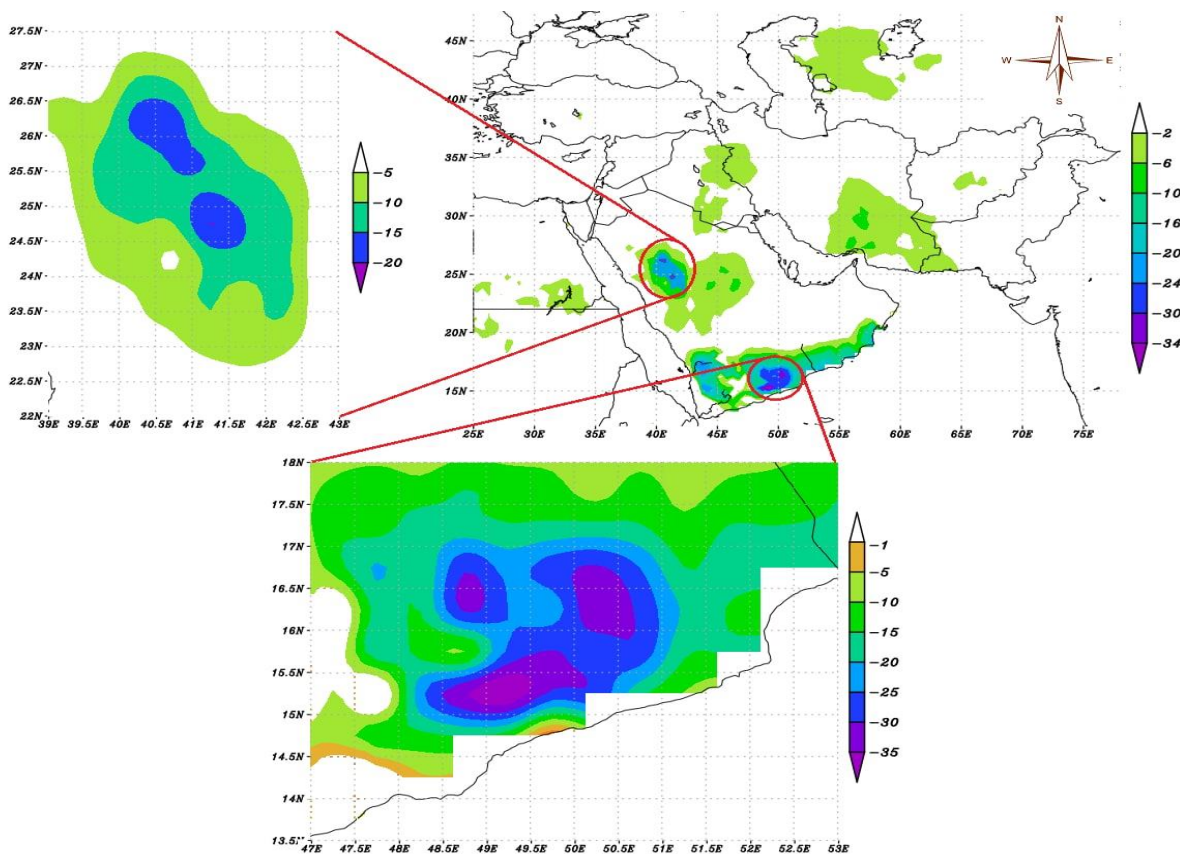 27.5N
27N
26.5N
26N
25.5N
25N
24.5N
24N
23.5N
23N
22.5N
22N
39E 39.5E 40E 40.5E 41E 41.5E 42E 42.5E 43E
-5
-10
-15
-20
45N
40N
35N
30N
25N
20N
15N
25E 30E 35E 40E 45E 50E 55E 60E 65E 70E 75E
N
W E
S
-2
-6
-10
-16
-20
-24
-30
-34
18N
17.5N
17N
16.5N
16N
15.5N
15N
14.5N
14N
13.5N
47E 47.5E 48E 48.5E 49E 49.5E 50E 50.5E 51E 51.5E 52E 52.5E 53E
-1
-5
-10
-15
-20
-25
-30
-35